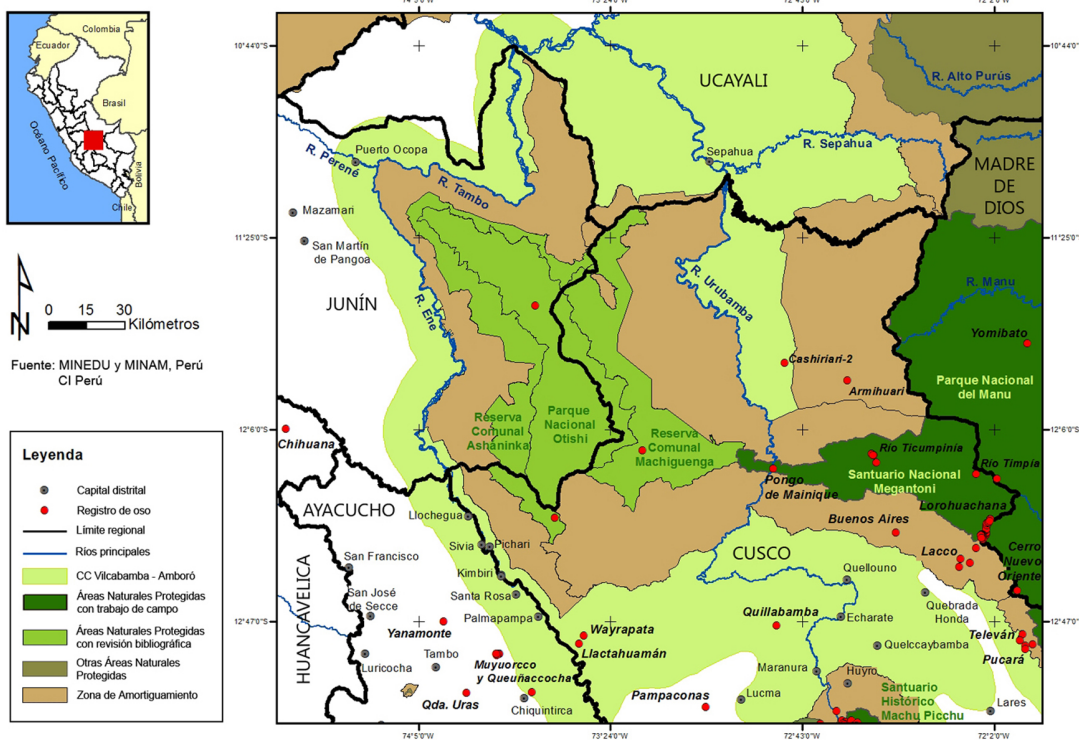 Colombia
Ecuador
Brasil
Océano Pacífico
Bolivia
Chile
N
0 15 30 Kilómetros
Fuente: MINEDU y MINAM, Perú
CI Perú
Leyenda
Capital distrital
Registro de oso
Límite regional
Ríos principales
CC Vilcabamba - Amboró
Áreas Naturales Protegidas
con trabajo de campo
Áreas Naturales Protegidas
con revisión bibliográfica
Otras Áreas Naturales
Protegidas
Zona de Amortiguamiento
10°44'0"S
11°25'0"S
12°6'0"S
12°47'0"S
UCAYALI
R. Alto Purús
R. Sepahua
Sepahua
MADRE
DE
DIOS
Puerto Ocopa
R. Perené
R. Tambo
Mazamari
San Martín
de Pangoa
JUNÍN
R. Ene
R. Urubamba
R. Manu
Yomibato
Cashiriari-2
Armihuari
Parque Nacional
del Manu
Reserva
Comunal
Asháninka
Parque
Nacional
Otishi
Reserva
Comunal
Machiguenga
Chihuana
Río Ticumpinía
Río Timpía
Santuario Nacional
Megantoni
Pongo
de Mainique
Lorohuachana
AYACUCHO
Llochegua
Buenos Aires
HUANCAVELICA
Sivia
Pichari
CUSCO
Lacco
Cerro
Nuevo
Oriente
San Francisco
Kimbiri
Quellouno
San José
de Secce
Santa Rosa
Quebrada
Honda
Palmapampa
Quillabamba
Echarate
Yanamonte
Wayrapata
Llactahuamán
Televán
Pucará
Quelccaybamba
Luricocha
Tambo
Muyuorcco
y Queuñaccocha
Maranura
Huyro
Qda. Uras
Chiquintirca
Pampaconas
Lucma
Santuario
Histórico
Machu Picchu
Lares
74°5'0"O
73°24'0"O
72°43'0"O
72°2'0"O